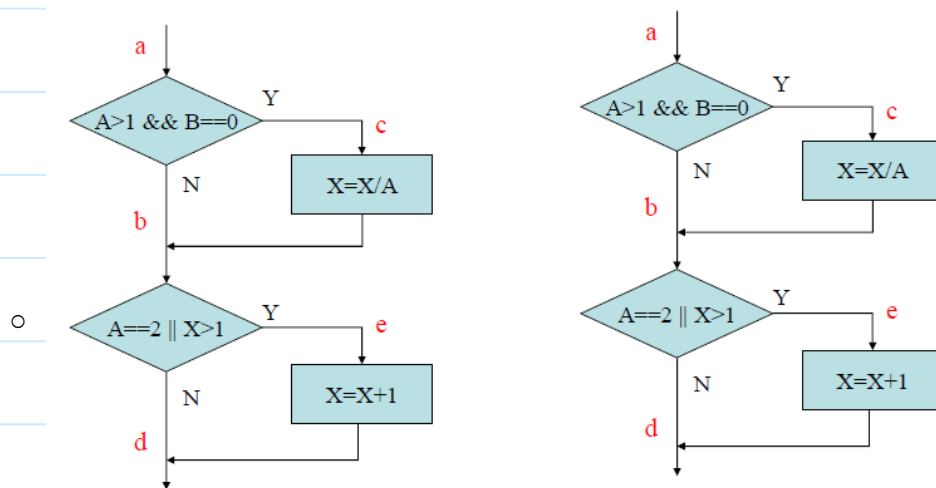 a
A>1 && B==0
Y
c
X=X/A
N
b
A==2 || X>1
Y
e
X=X+1
N
d
a
A>1 && B==0
Y
c
X=X/A
N
b
A==2 || X>1
Y
e
X=X+1
N
d